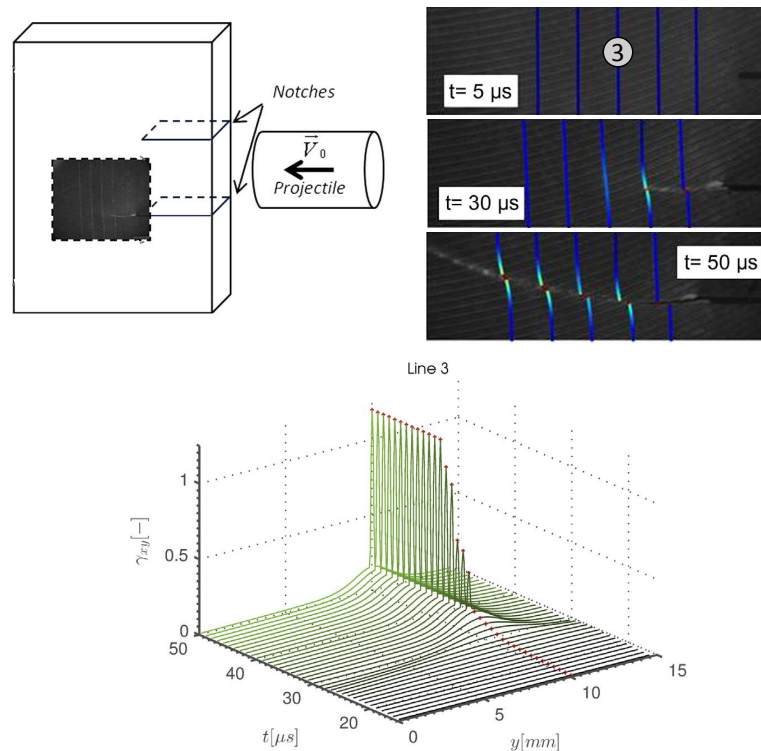 Notches
V⃗₀
Projectile
3
t= 5 µs
t= 30 µs
t= 50 µs
Line 3
1
0.5
0
γxy[-]
50
40
30
20
t[µs]
0
5
10
15
y[mm]